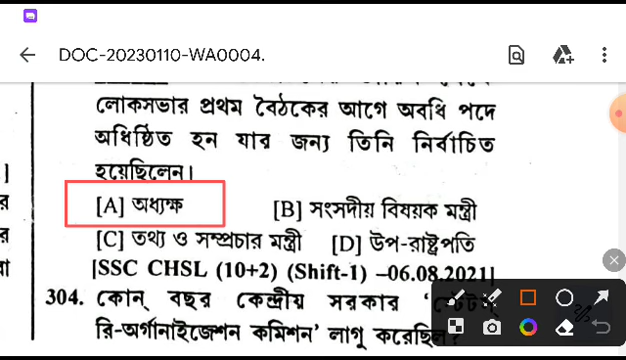 DOC-20230110-WA0004.
লোকসভার প্রথম বৈঠকের আগে অবধি পদে
অধিষ্ঠিত হন যার জন্য তিনি নির্বাচিত
হয়েছিলেন।
[A] অধ্যক্ষ [B] সংসদীয় বিষয়ক মন্ত্রী
[C] তথ্য ও সম্প্রচার মন্ত্রী [D] উপ-রাষ্ট্রপতি
[SSC CHSL (10+2) (Shift-1) –06.08.2021]
304. কোন্ বছর কেন্দ্রীয় সরকার
রি-অর্গানাইজেশন কমিশন' লাগু করেছিল?